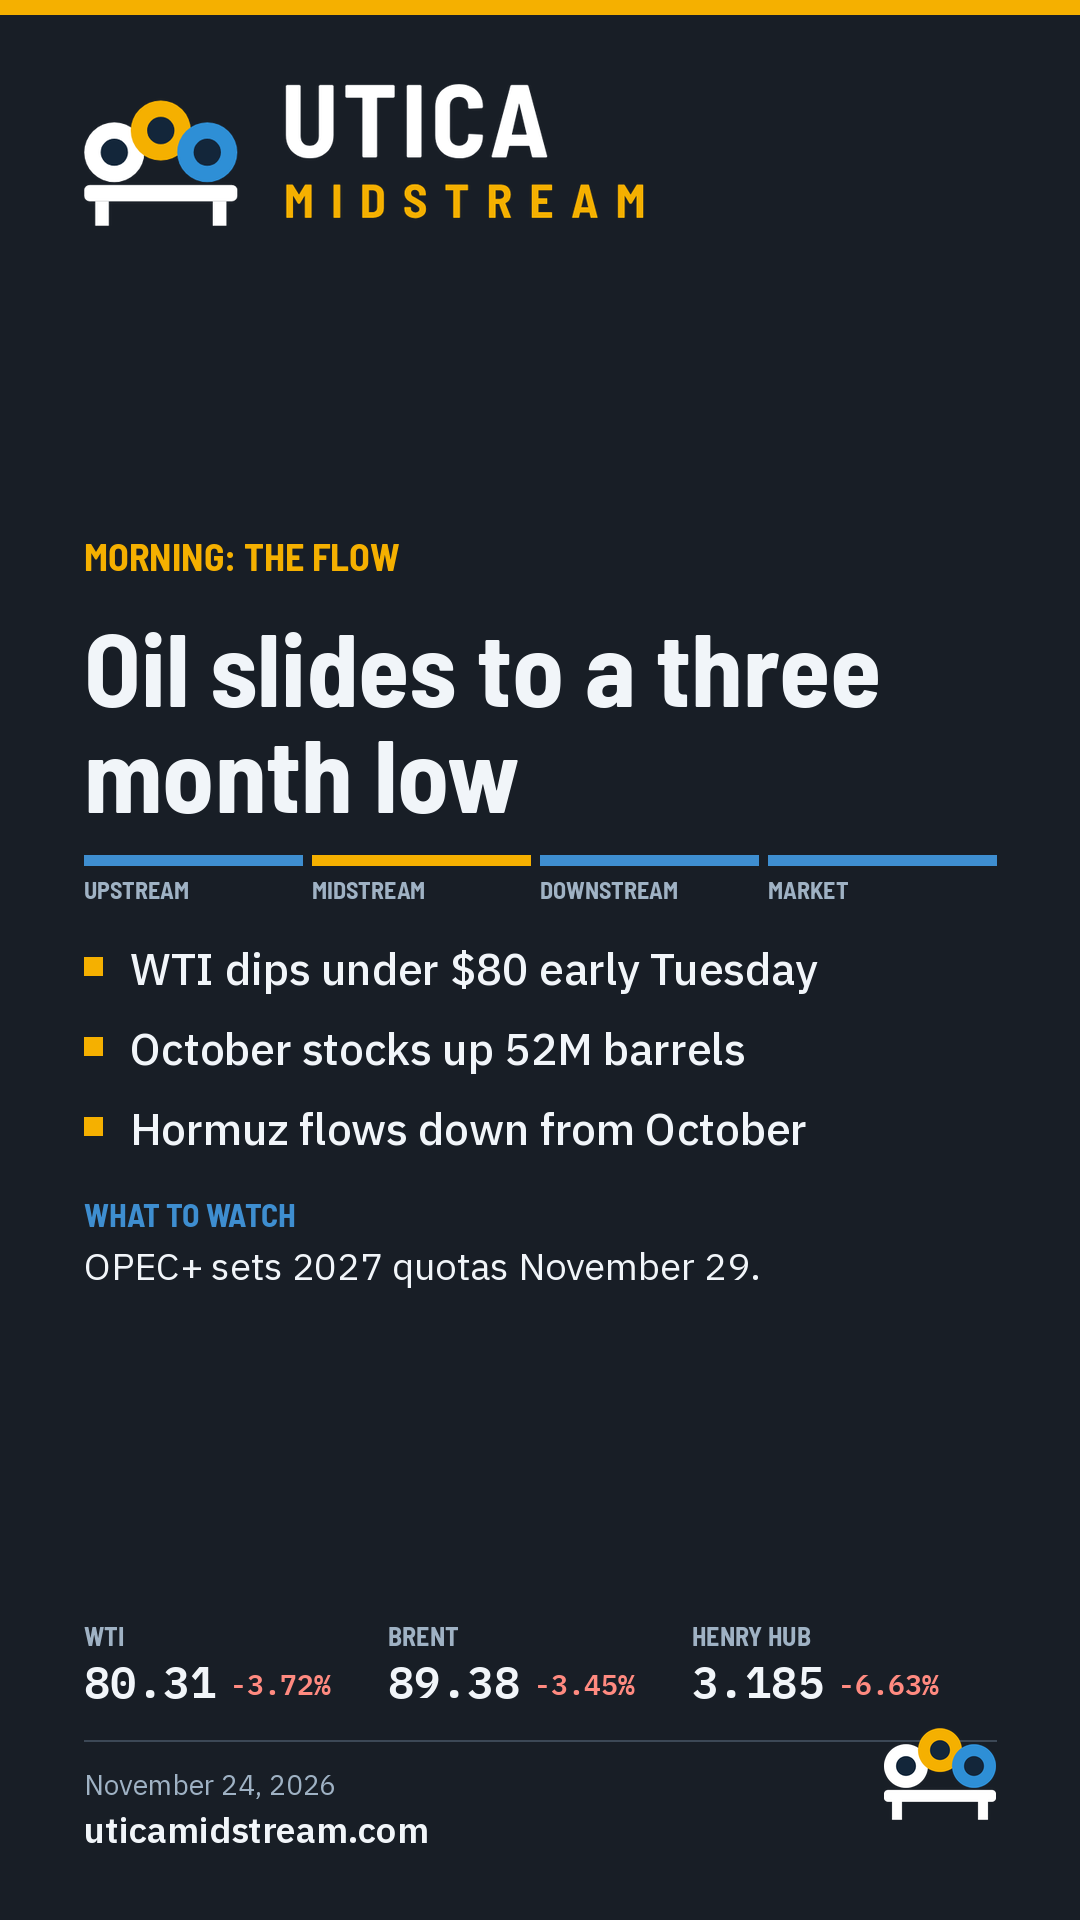 UTICA
MIDSTREAM
MORNING: THE FLOW
Oil slides to a three
month low
UPSTREAM MIDSTREAM DOWNSTREAM MARKET
WTI dips under $80 early Tuesday
October stocks up 52M barrels
Hormuz flows down from October
WHAT TO WATCH
OPEC+ sets 2027 quotas November 29.
WTI BRENT HENRY HUB
80.31 -3.72% 89.38 -3.45% 3.185 -6.63%
November 24, 2026
uticamidstream.com